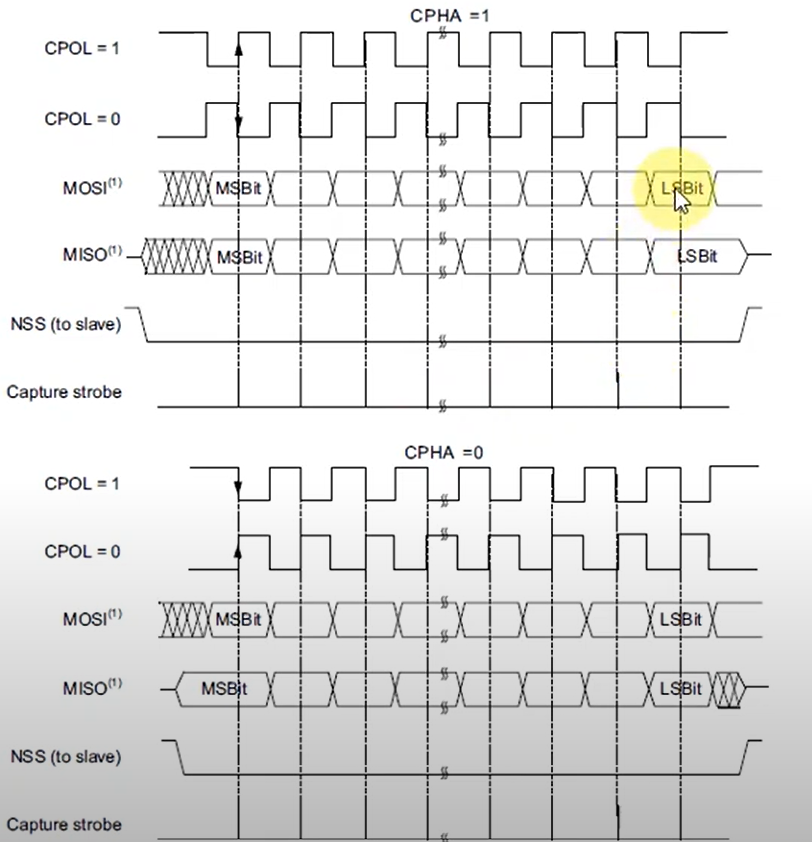 CPHA =1
CPOL = 1
CPOL = 0
MOSI(1) MSBit LSBit
MISO(1) MSBit LSBit
NSS (to slave)
Capture strobe
CPHA =0
CPOL = 1
CPOL = 0
MOSI(1) MSBit LSBit
MISO(1) MSBit LSBit
NSS (to slave)
Capture strobe